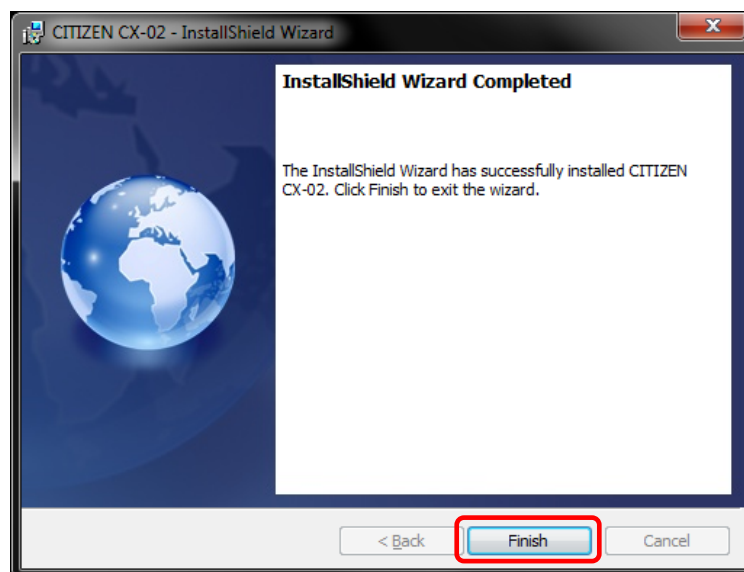 CITIZEN CX-02 - InstallShield Wizard
InstallShield Wizard Completed
The InstallShield Wizard has successfully installed CITIZEN
CX-02. Click Finish to exit the wizard.
< Back
Finish
Cancel